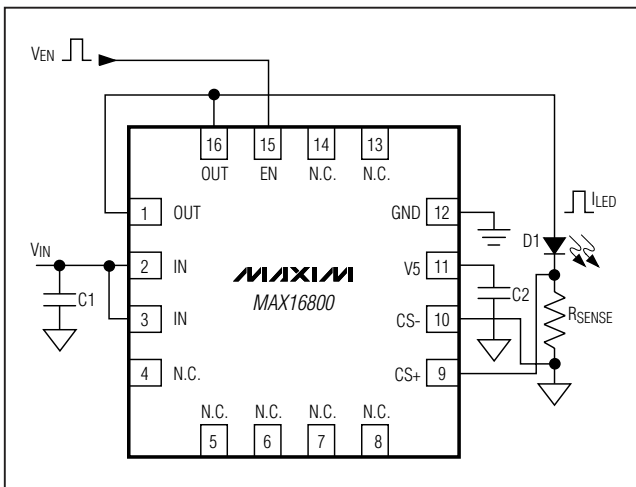 VEN
16
15
14
13
OUT
EN
N.C.
N.C.
1
OUT
GND
12
ILED
D1
VIN
2
IN
V5
11
C1
MAXIM
MAX16800
C2
3
IN
CS-
10
RSENSE
4
N.C.
CS+
9
N.C.
N.C.
N.C.
N.C.
5
6
7
8